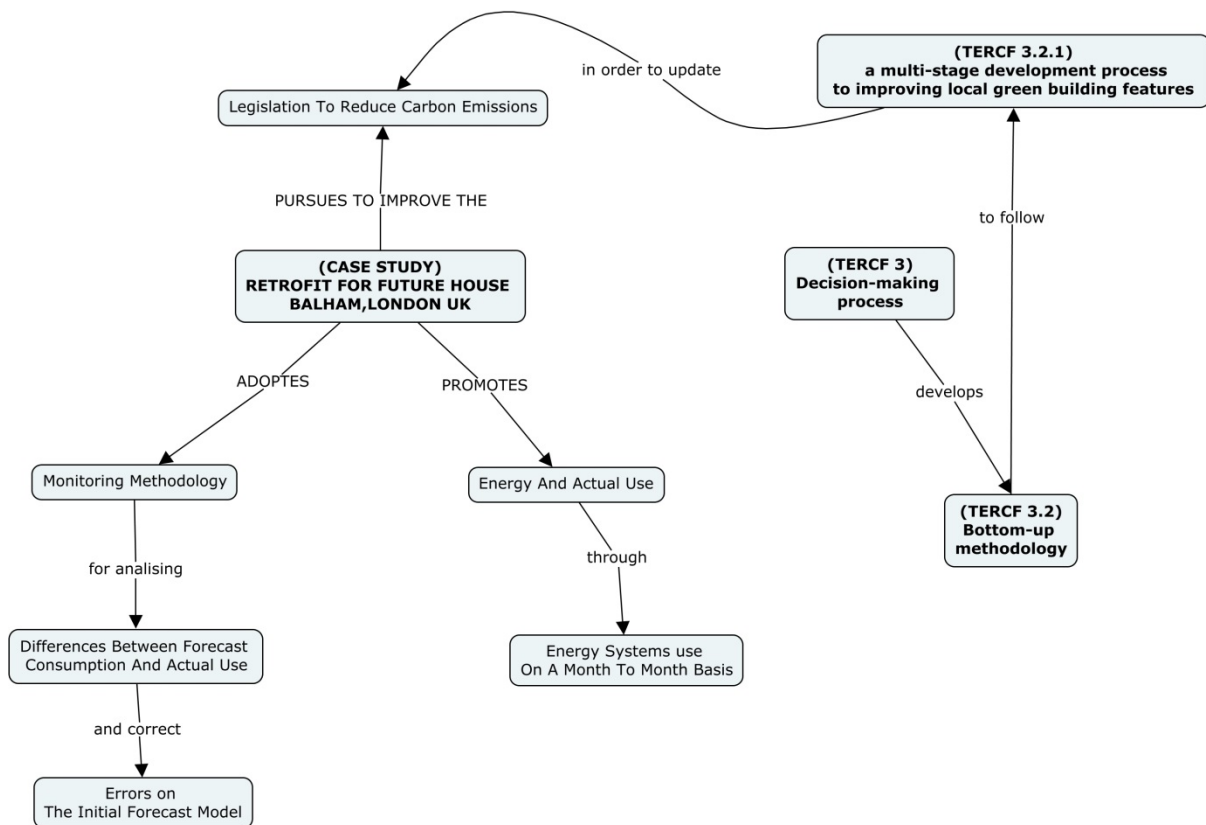 (TERCF 3.2.1)
a multi-stage development process
to improving local green building features
in order to update
Legislation To Reduce Carbon Emissions
PURSUES TO IMPROVE THE
to follow
(CASE STUDY)
RETROFIT FOR FUTURE HOUSE
BALHAM,LONDON UK
(TERCF 3)
Decision-making
process
ADOPTES
PROMOTES
develops
Monitoring Methodology
Energy And Actual Use
(TERCF 3.2)
Bottom-up
methodology
for analising
through
Differences Between Forecast
Consumption And Actual Use
Energy Systems use
On A Month To Month Basis
and correct
Errors on
The Initial Forecast Model